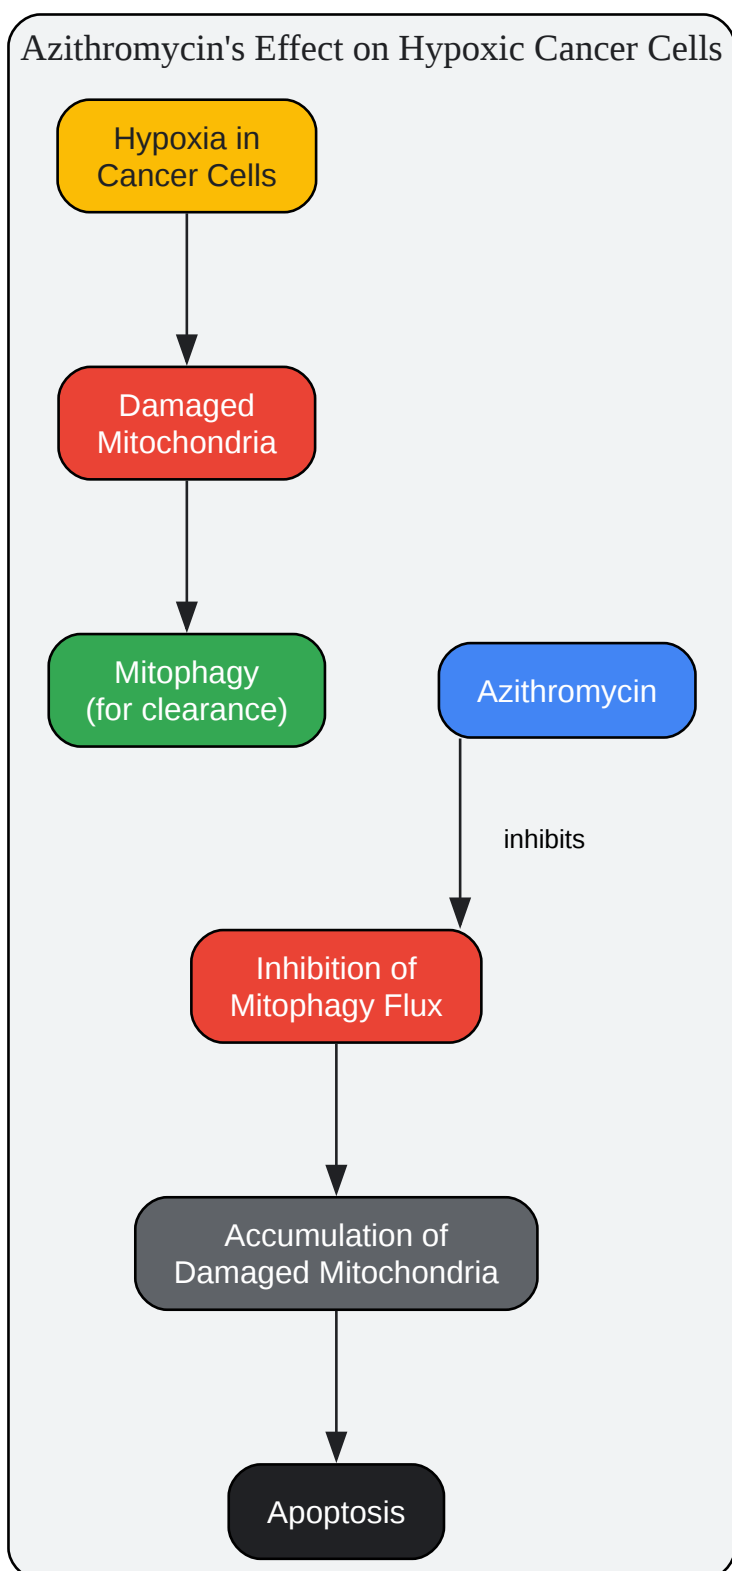 Azithromycin's Effect on Hypoxic Cancer Cells
Hypoxia in
Cancer Cells
Damaged
Mitochondria
Mitophagy
(for clearance)
Azithromycin
inhibits
Inhibition of
Mitophagy Flux
Accumulation of
Damaged Mitochondria
Apoptosis